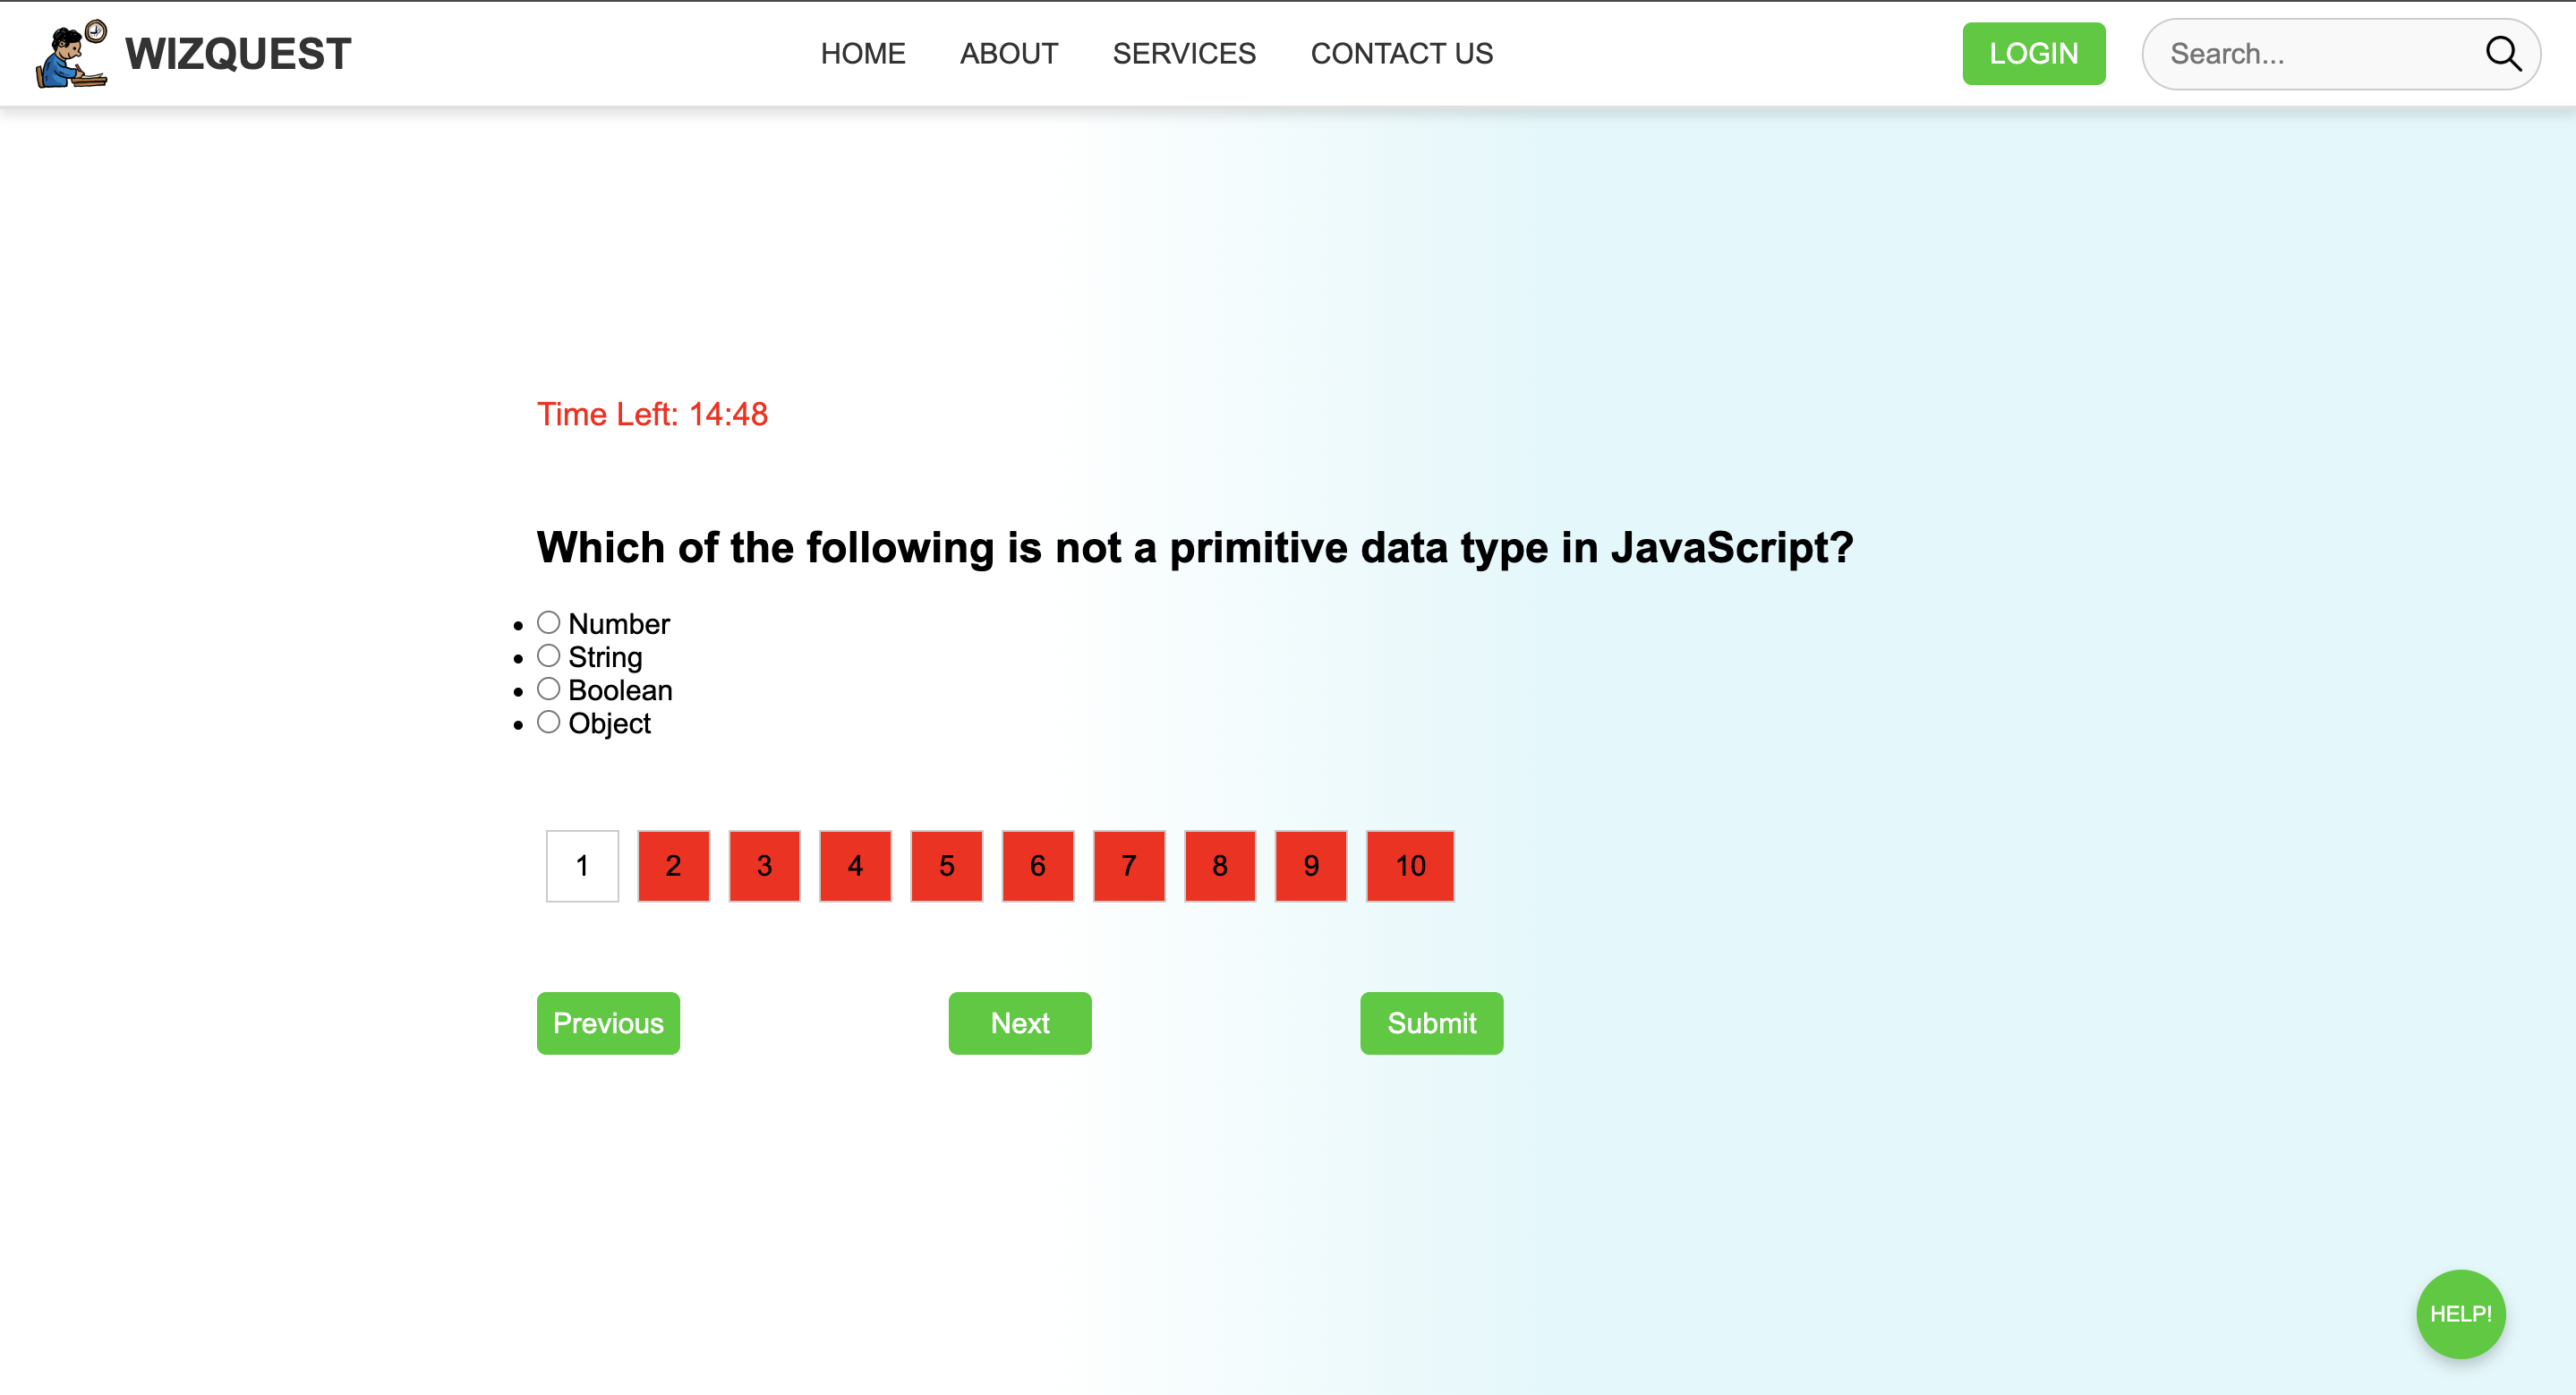 WIZQUEST HOME ABOUT SERVICES CONTACT US LOGIN Search...
Time Left: 14:48
Which of the following is not a primitive data type in JavaScript?
Number
String
Boolean
Object
1 2 3 4 5 6 7 8 9 10
Previous Next Submit
HELP!